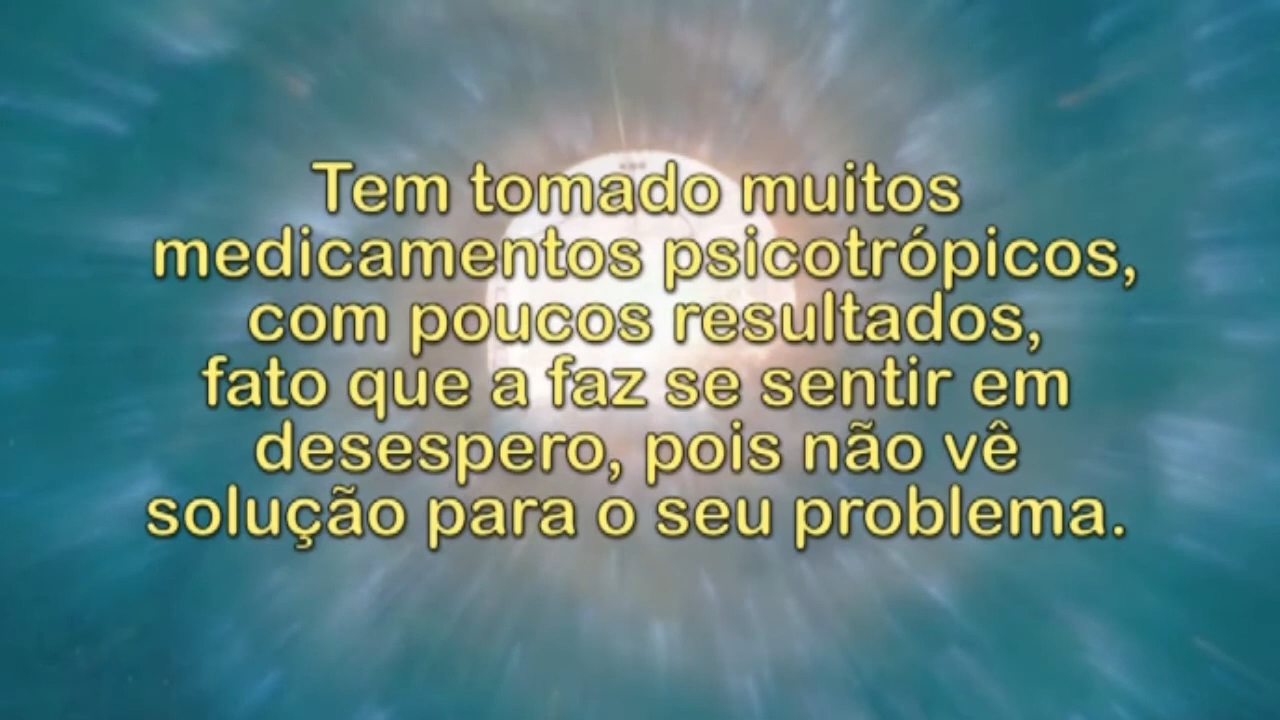 Tem tomado muitos
medicamentos psicotrópicos,
com poucos resultados,
fato que a faz se sentir em
desespero, pois não vê
solução para o seu problema.